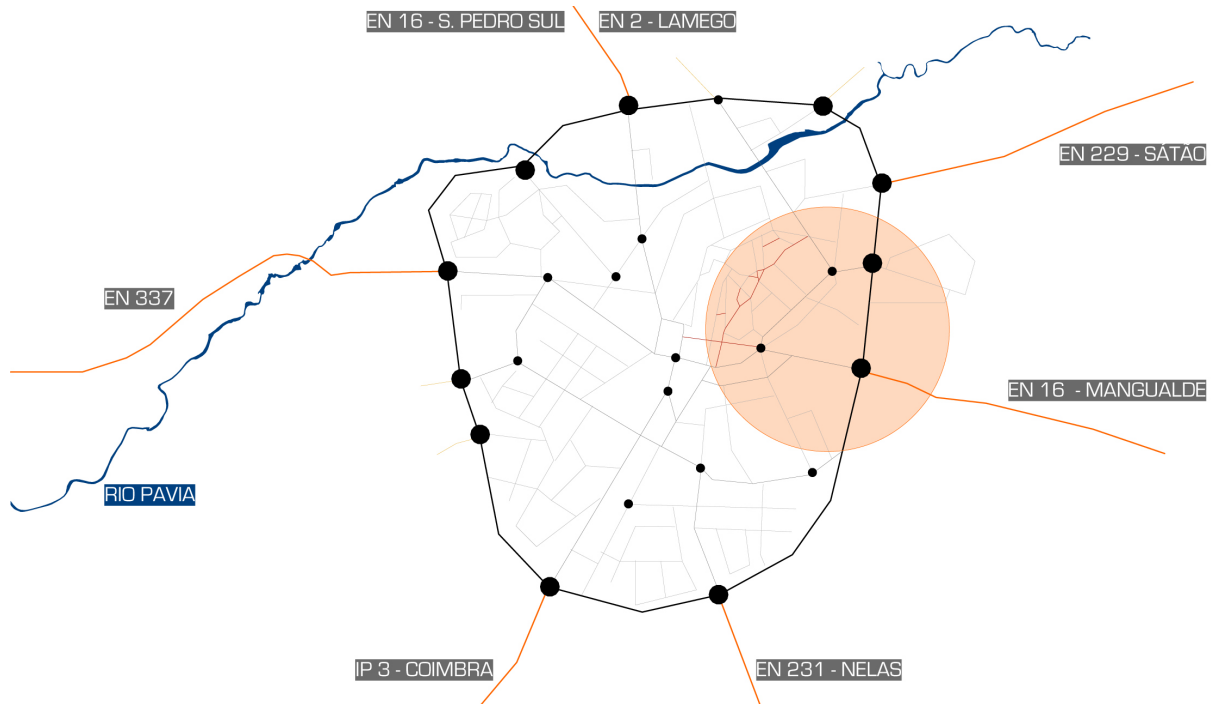 EN 16 - S. PEDRO SUL
EN 2 - LAMEGO
EN 229 - SÁTÃO
EN 337
EN 16 - MANGUALDE
RIO PAVIA
IP 3 - COIMBRA
EN 231 - NELAS